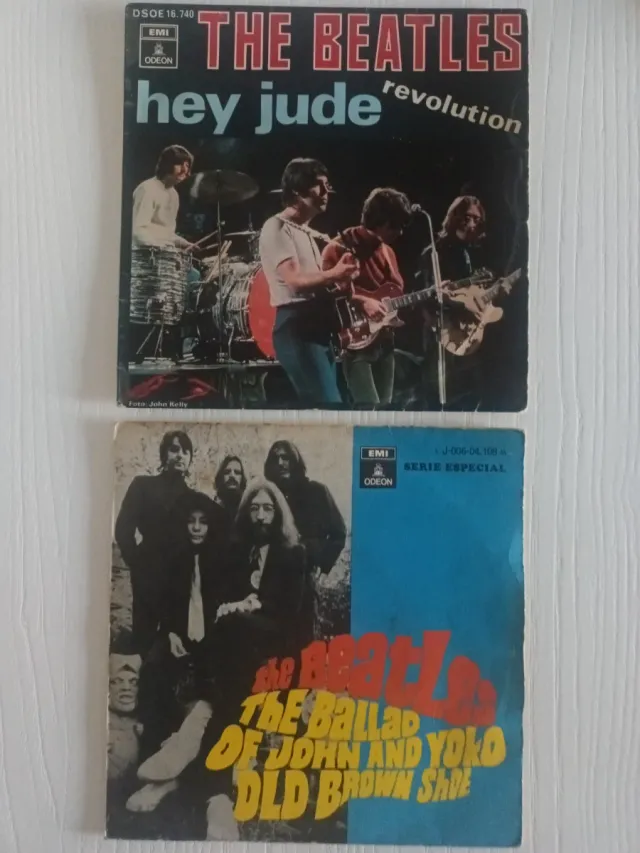 DSOE 16.740
EMI
ODEON
THE BEATLES
hey jude
revolution
Foto: John Kelly
EMI
ODEON
J-006-04.108
SERIE ESPECIAL
the BEATLES
THE BALLAD
OF JOHN AND YOKO
OLD BROWN SHOE